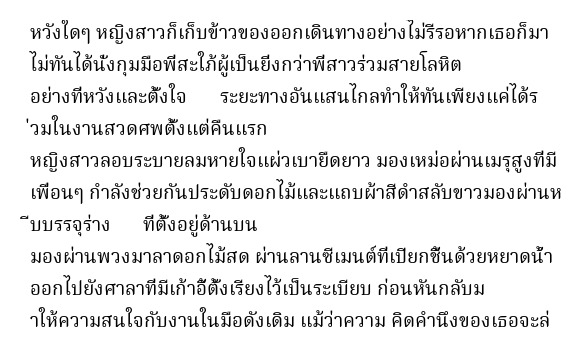 หวังใดๆ หญิงสาวก็เก็บข้าวของออกเดินทางอย่างไม่รีรอหากเธอก็มา
ไม่ทันได้นั่งกุมมือพี่สะใภ้ผู้เป็นยิ่งกว่าพี่สาวร่วมสายโลหิต
อย่างที่หวังและตั้งใจ ระยะทางอันแสนไกลทำให้ทันเพียงแค่ได้ร
่วมในงานสวดศพตั้งแต่คืนแรก
หญิงสาวลอบระบายลมหายใจแผ่วเบายืดยาว มองเหม่อผ่านเมรุสูงที่มี
เพื่อนๆ กำลังช่วยกันประดับดอกไม้และแถบผ้าสีดำสลับขาวมองผ่านห
ีบบรรจุร่าง ที่ตั้งอยู่ด้านบน
มองผ่านพวงมาลาดอกไม้สด ผ่านลานซีเมนต์ที่เปียกชื้นด้วยหยาดน้ำ
ออกไปยังศาลาที่มีเก้าอี้ตั้งเรียงไว้เป็นระเบียบ ก่อนหันกลับม
าให้ความสนใจกับงานในมือดังเดิม แม้ว่าความ คิดคำนึงของเธอจะล่